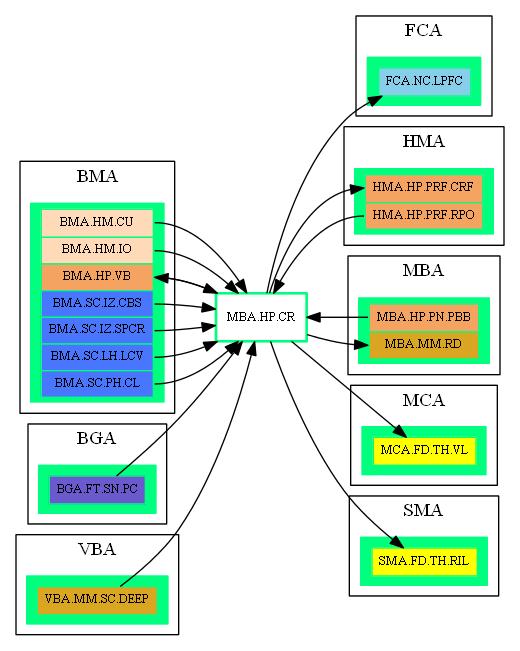 FCA
FCA.NC.LPFC
HMA
HMA.HP.PRF.CRF
HMA.HP.PRF.RPO
BMA
BMA.HM.CU
BMA.HM.IO
BMA.HP.VB
BMA.SC.IZ.CBS
BMA.SC.IZ.SPCR
BMA.SC.LH.LCV
BMA.SC.PH.CL
MBA.HP.CR
MBA
MBA.HP.PN.PBB
MBA.MM.RD
MCA
MCA.FD.TH.VL
BGA
BGA.FT.SN.PC
SMA
SMA.FD.TH.RIL
VBA
VBA.MM.SC.DEEP